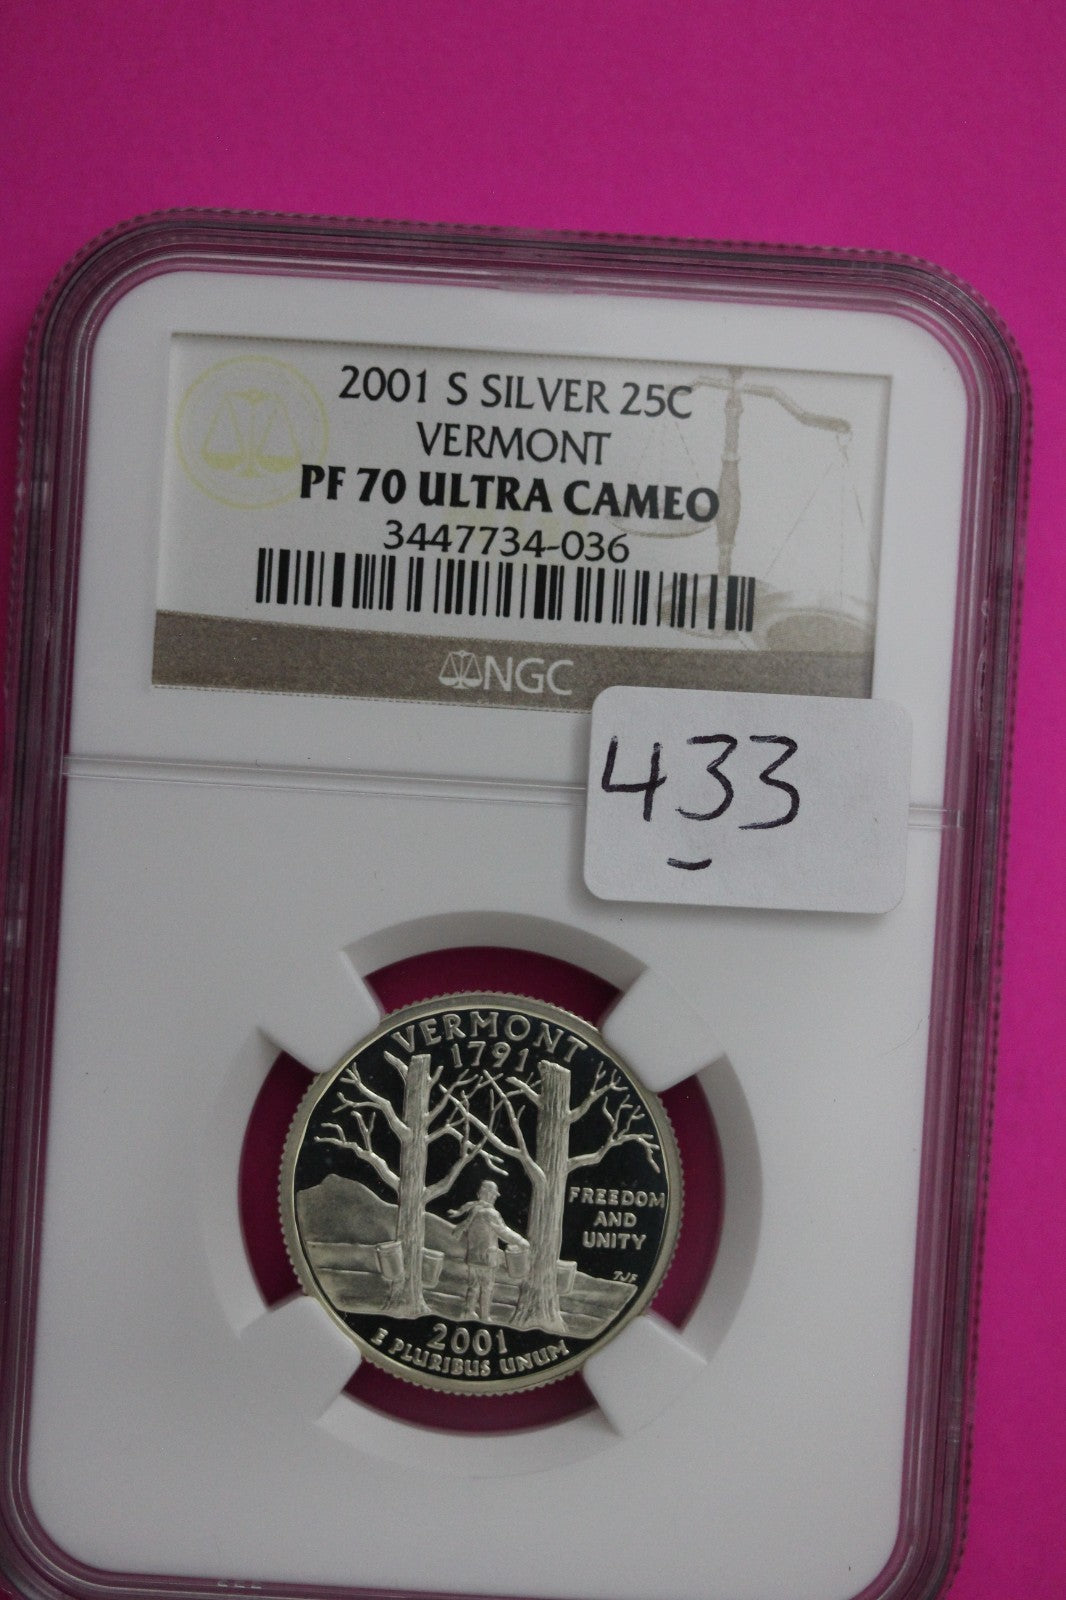 2001 S SILVER 25C
VERMONT
PF 70 ULTRA CAMEO
3447734-036
NGC
433
VERMONT
1791
FREEDOM
AND
UNITY
TJF
2001
E PLURIBUS UNUM